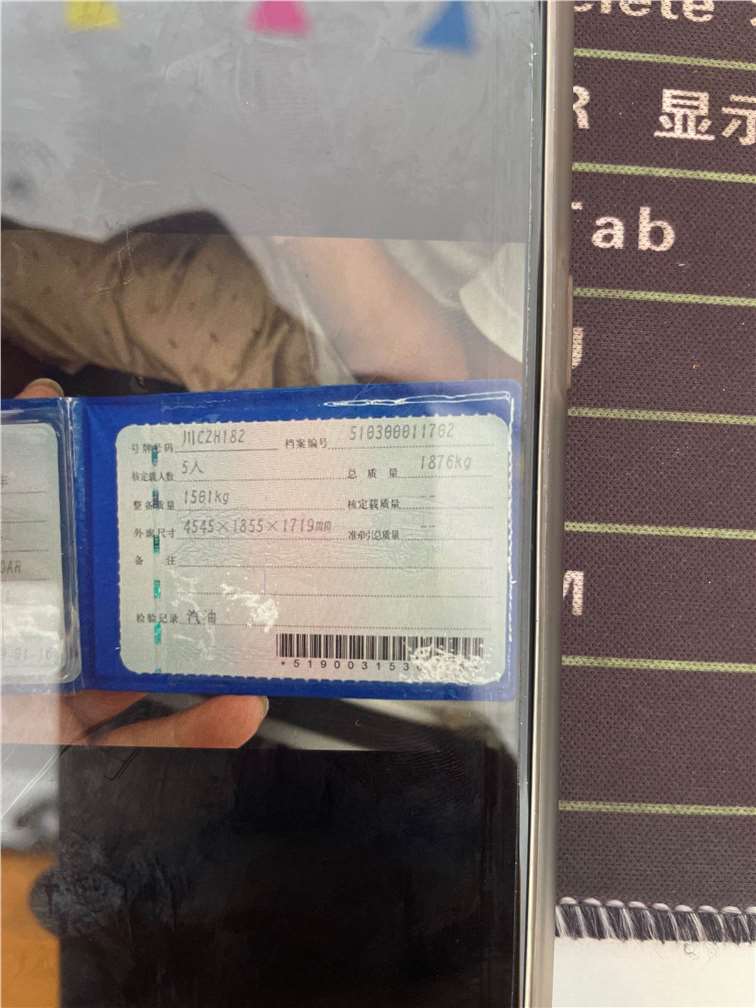 elete
R 显示
Tab
M
号牌号码 川CZH182 档案编号 510300011702
核定载人数 5人 总质量 1876kg
整备质量 1501kg 核定载质量 --
外廓尺寸 4545×1855×1719mm 准牵引总质量 --
备注
检验记录 汽油
*519003153